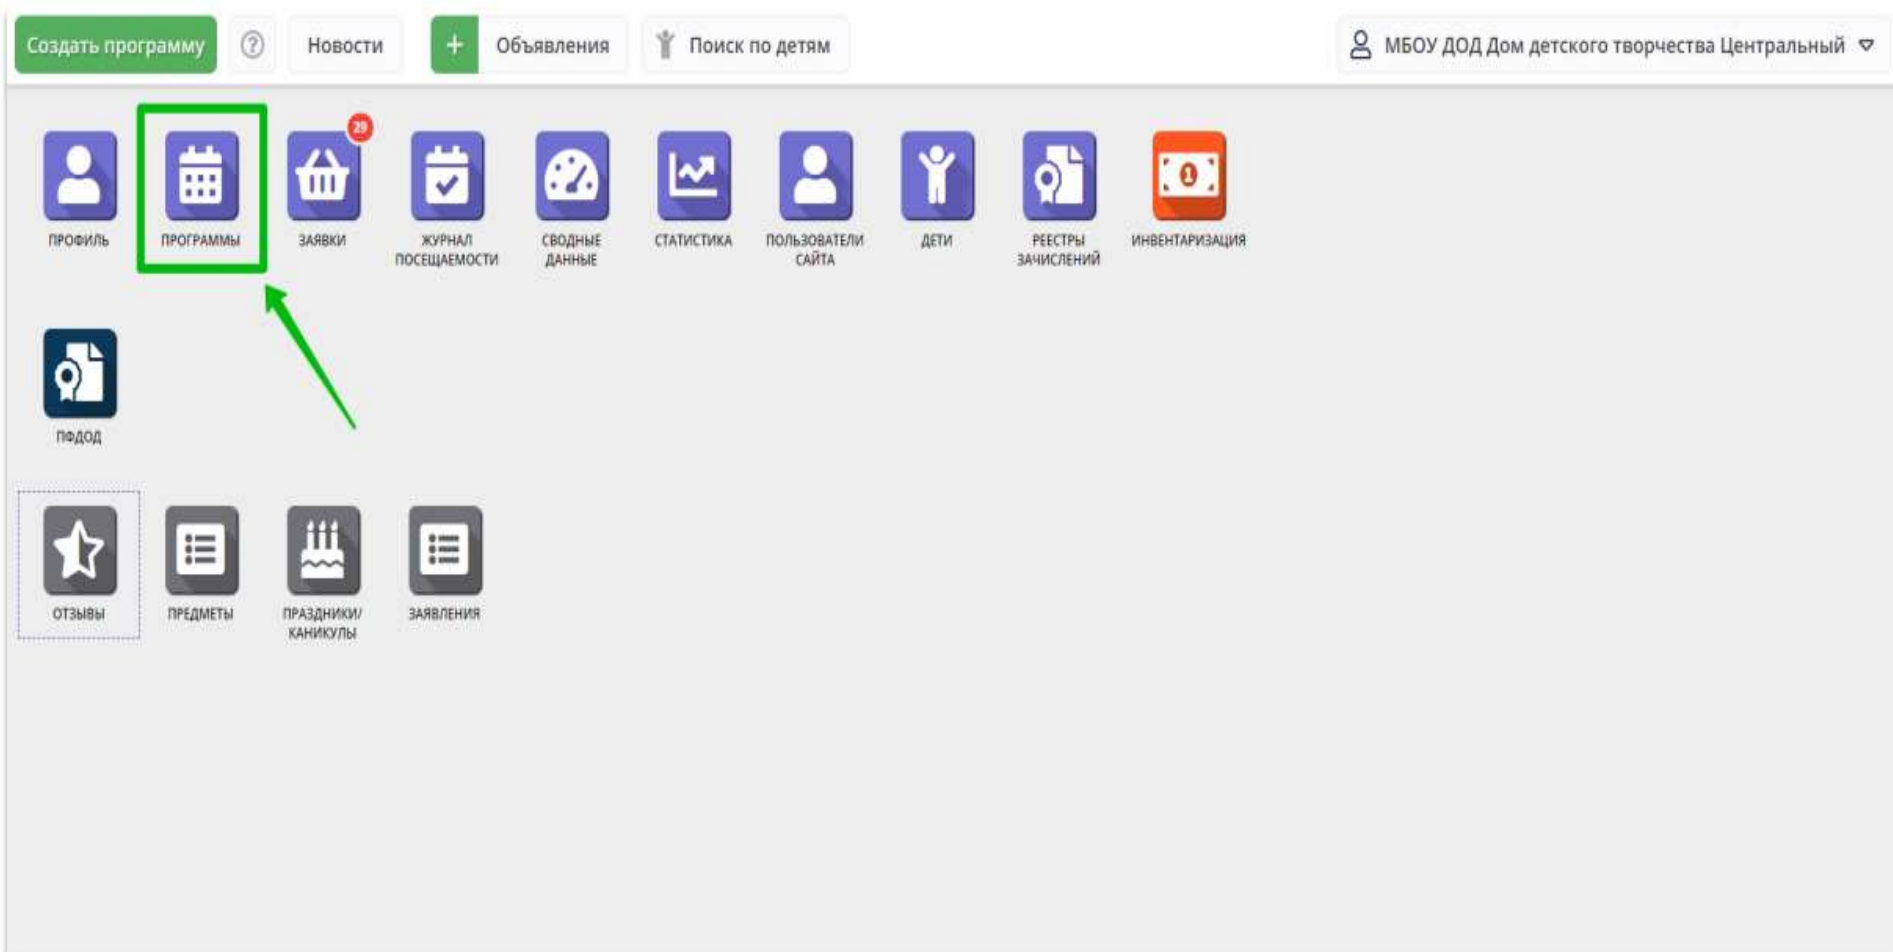 Создать программу
?
Новости
+
Объявления
Поиск по детям
МБОУ ДОД Дом детского творчества Центральный
29
1
ПРОФИЛЬ
ПРОГРАММЫ
ЗАЯВКИ
ЖУРНАЛ
ПОСЕЩАЕМОСТИ
СВОДНЫЕ
ДАННЫЕ
СТАТИСТИКА
ПОЛЬЗОВАТЕЛИ
САЙТА
ДЕТИ
РЕЕСТРЫ
ЗАЧИСЛЕНИЙ
ИНВЕНТАРИЗАЦИЯ
ПФДОД
ОТЗЫВЫ
ПРЕДМЕТЫ
ПРАЗДНИКИ/
КАНИКУЛЫ
ЗАЯВЛЕНИЯ